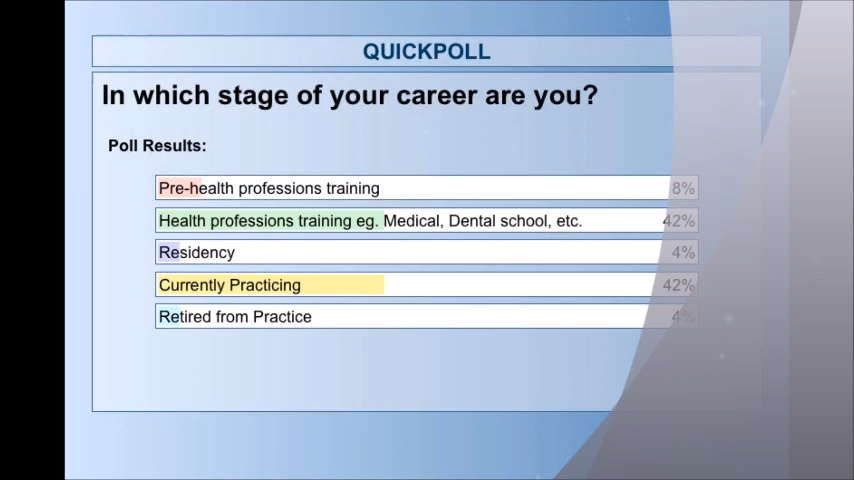 QUICKPOLL
In which stage of your career are you?
Poll Results:
Pre-health professions training 8%
Health professions training eg. Medical, Dental school, etc. 42%
Residency 4%
Currently Practicing 42%
Retired from Practice 4%